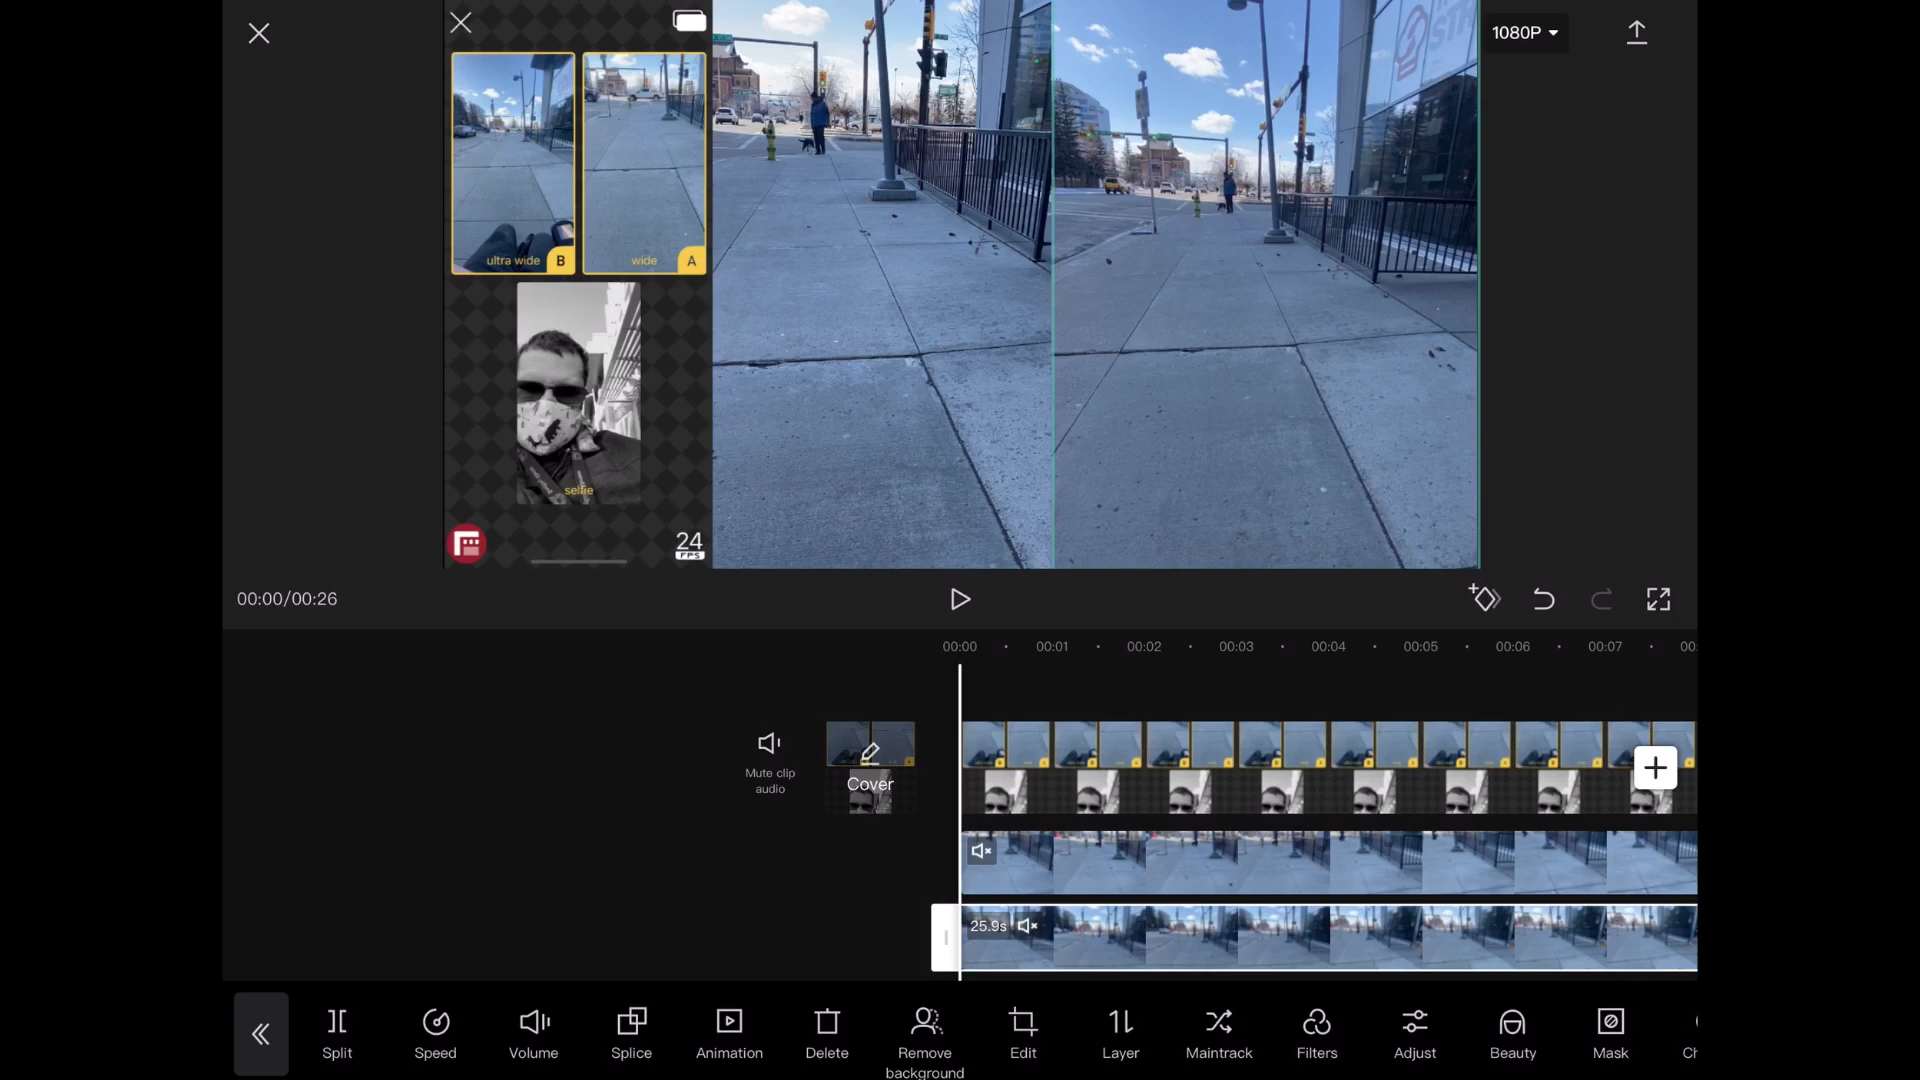 1080P
ultra wide B
wide A
selfie
24
FPS
00:00/00:26
00:00 00:01 00:02 00:03 00:04 00:05 00:06 00:07 00
Mute clip
audio
Cover
25.9s
Split
Speed
Volume
Splice
Animation
Delete
Remove
background
Edit
Layer
Maintrack
Filters
Adjust
Beauty
Mask
Ch